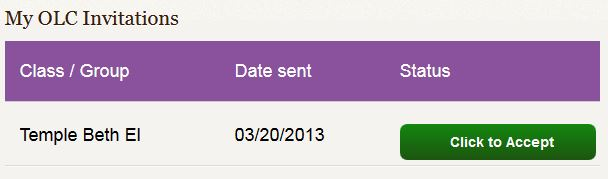 My OLC Invitations
Class / Group Date sent Status
Temple Beth El 03/20/2013 Click to Accept